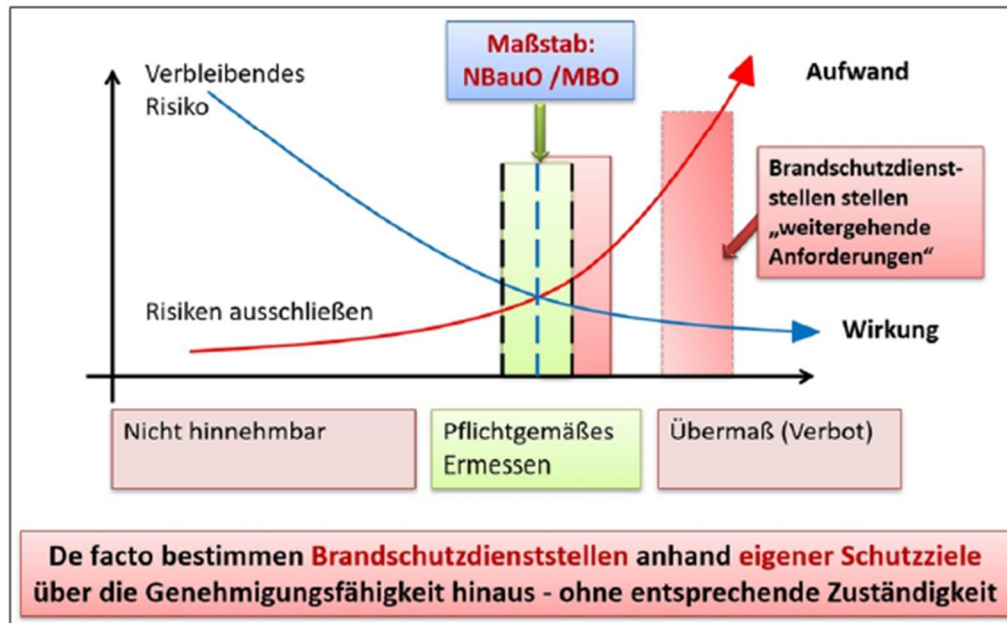 Maßstab:
NBauO /MBO
Verbleibendes
Risiko
Aufwand
Brandschutzdienst-
stellen stellen
„weitergehende
Anforderungen“
Risiken ausschließen
Wirkung
Nicht hinnehmbar
Pflichtgemäßes
Ermessen
Übermaß (Verbot)
De facto bestimmen Brandschutzdienststellen anhand eigener Schutzziele
über die Genehmigungsfähigkeit hinaus - ohne entsprechende Zuständigkeit